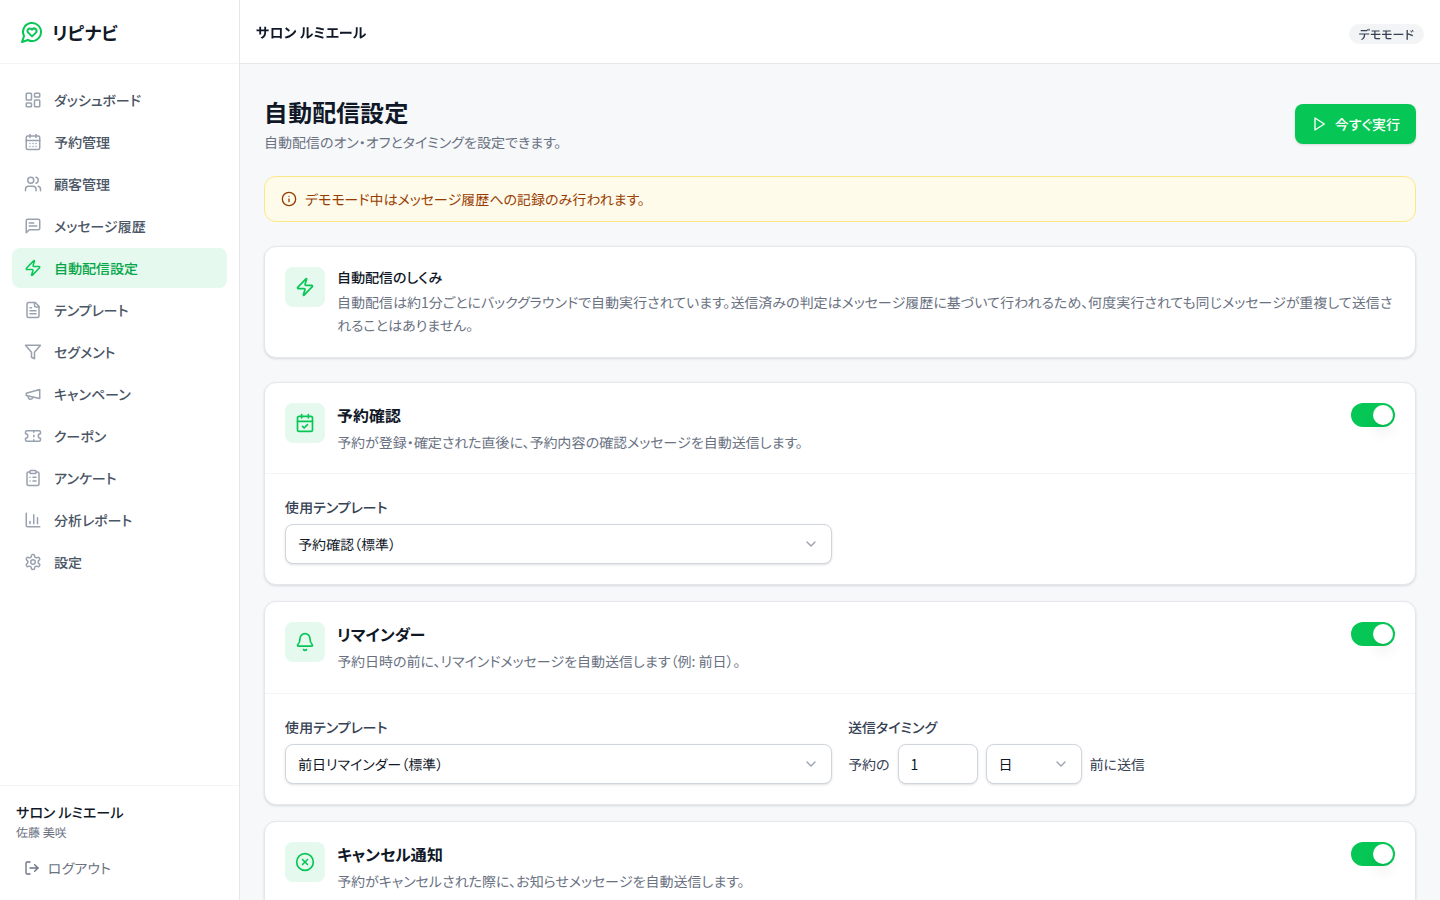 リピナビ
サロン ルミエール
デモモード
ダッシュボード
予約管理
顧客管理
メッセージ履歴
自動配信設定
テンプレート
セグメント
キャンペーン
クーポン
アンケート
分析レポート
設定
サロン ルミエール
佐藤 美咲
ログアウト
自動配信設定
自動配信のオン・オフとタイミングを設定できます。
今すぐ実行
デモモード中はメッセージ履歴への記録のみ行われます。
自動配信のしくみ
自動配信は約1分ごとにバックグラウンドで自動実行されています。送信済みの判定はメッセージ履歴に基づいて行われるため、何度実行されても同じメッセージが重複して送信さ
れることはありません。
予約確認
予約が登録・確定された直後に、予約内容の確認メッセージを自動送信します。
使用テンプレート
予約確認（標準）
リマインダー
予約日時の前に、リマインドメッセージを自動送信します（例: 前日）。
使用テンプレート
前日リマインダー（標準）
送信タイミング
予約の 1 日 前に送信
キャンセル通知
予約がキャンセルされた際に、お知らせメッセージを自動送信します。